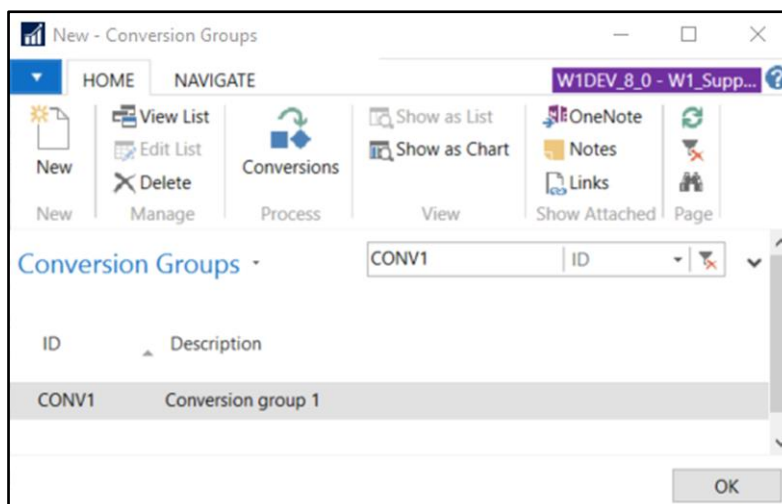 New - Conversion Groups
HOME NAVIGATE W1DEV_8_0 - W1_Supp...
New
View List
Edit List
Delete
Conversions
Show as List
Show as Chart
OneNote
Notes
Links
New Manage Process View Show Attached Page
Conversion Groups CONV1 ID
ID Description
CONV1 Conversion group 1
OK